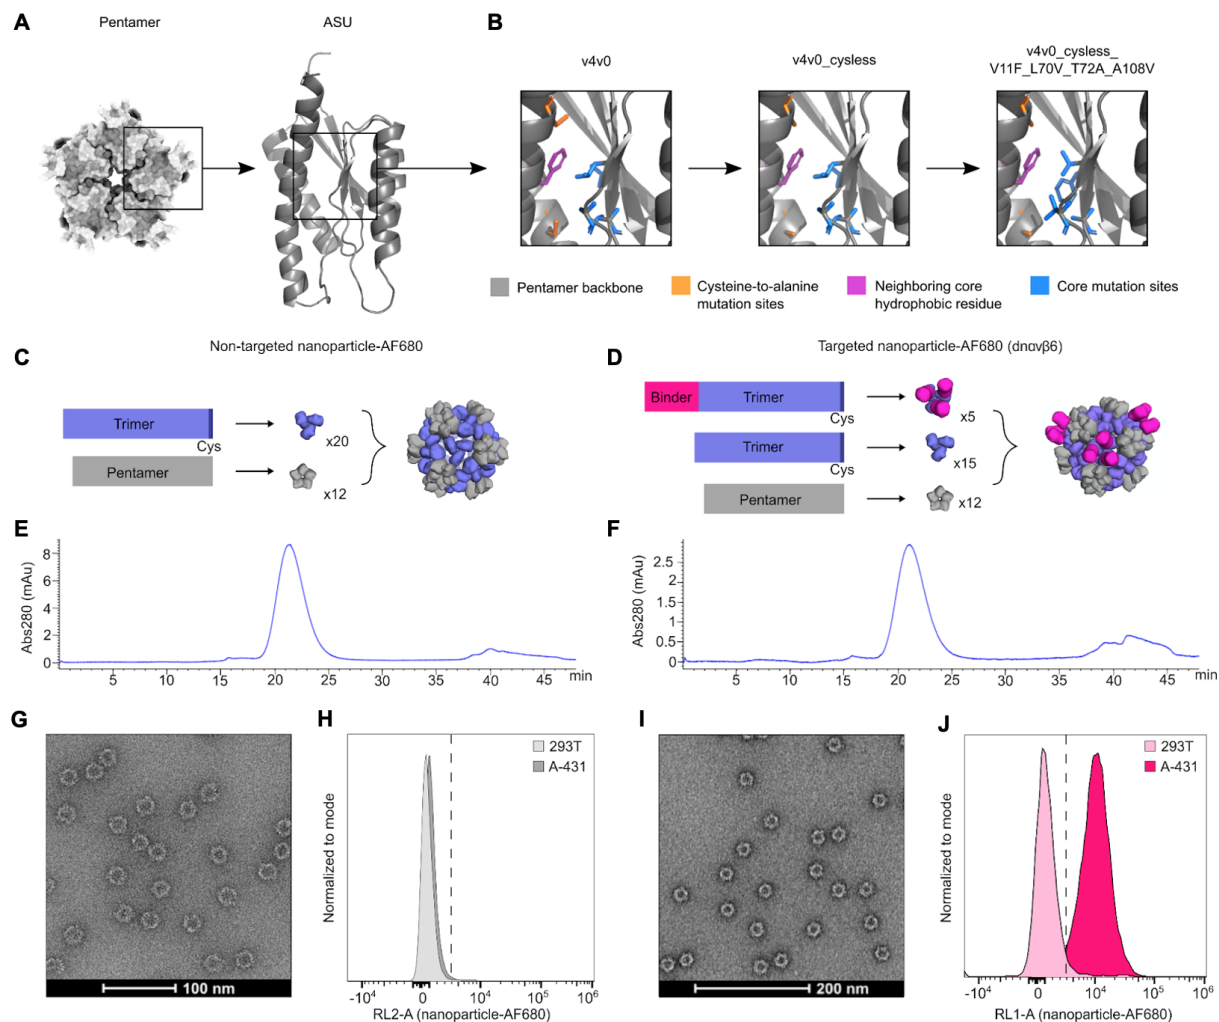 A
Pentamer
ASU
B
v4v0
v4v0_cysless
v4v0_cysless_
V11F_L70V_T72A_A108V
Pentamer backbone
Cysteine-to-alanine
mutation sites
Neighboring core
hydrophobic residue
Core mutation sites
C
Non-targeted nanoparticle-AF680
Trimer
Cys
x20
Pentamer
x12
D
Targeted nanoparticle-AF680 (dnαvβ6)
Binder
Trimer
Cys
x5
Trimer
Cys
x15
Pentamer
x12
E
Abs280 (mAu)
8
6
4
2
0
5 10 15 20 25 30 35 40 45 min
F
Abs280 (mAu)
2.5
2
1.5
1
0.5
0
5 10 15 20 25 30 35 40 45 min
G
100 nm
H
Normalized to mode
293T
A-431
-10⁴ 0 10⁴ 10⁵ 10⁶
RL2-A (nanoparticle-AF680)
I
200 nm
J
Normalized to mode
293T
A-431
-10⁴ 0 10⁴ 10⁵ 10⁶
RL1-A (nanoparticle-AF680)